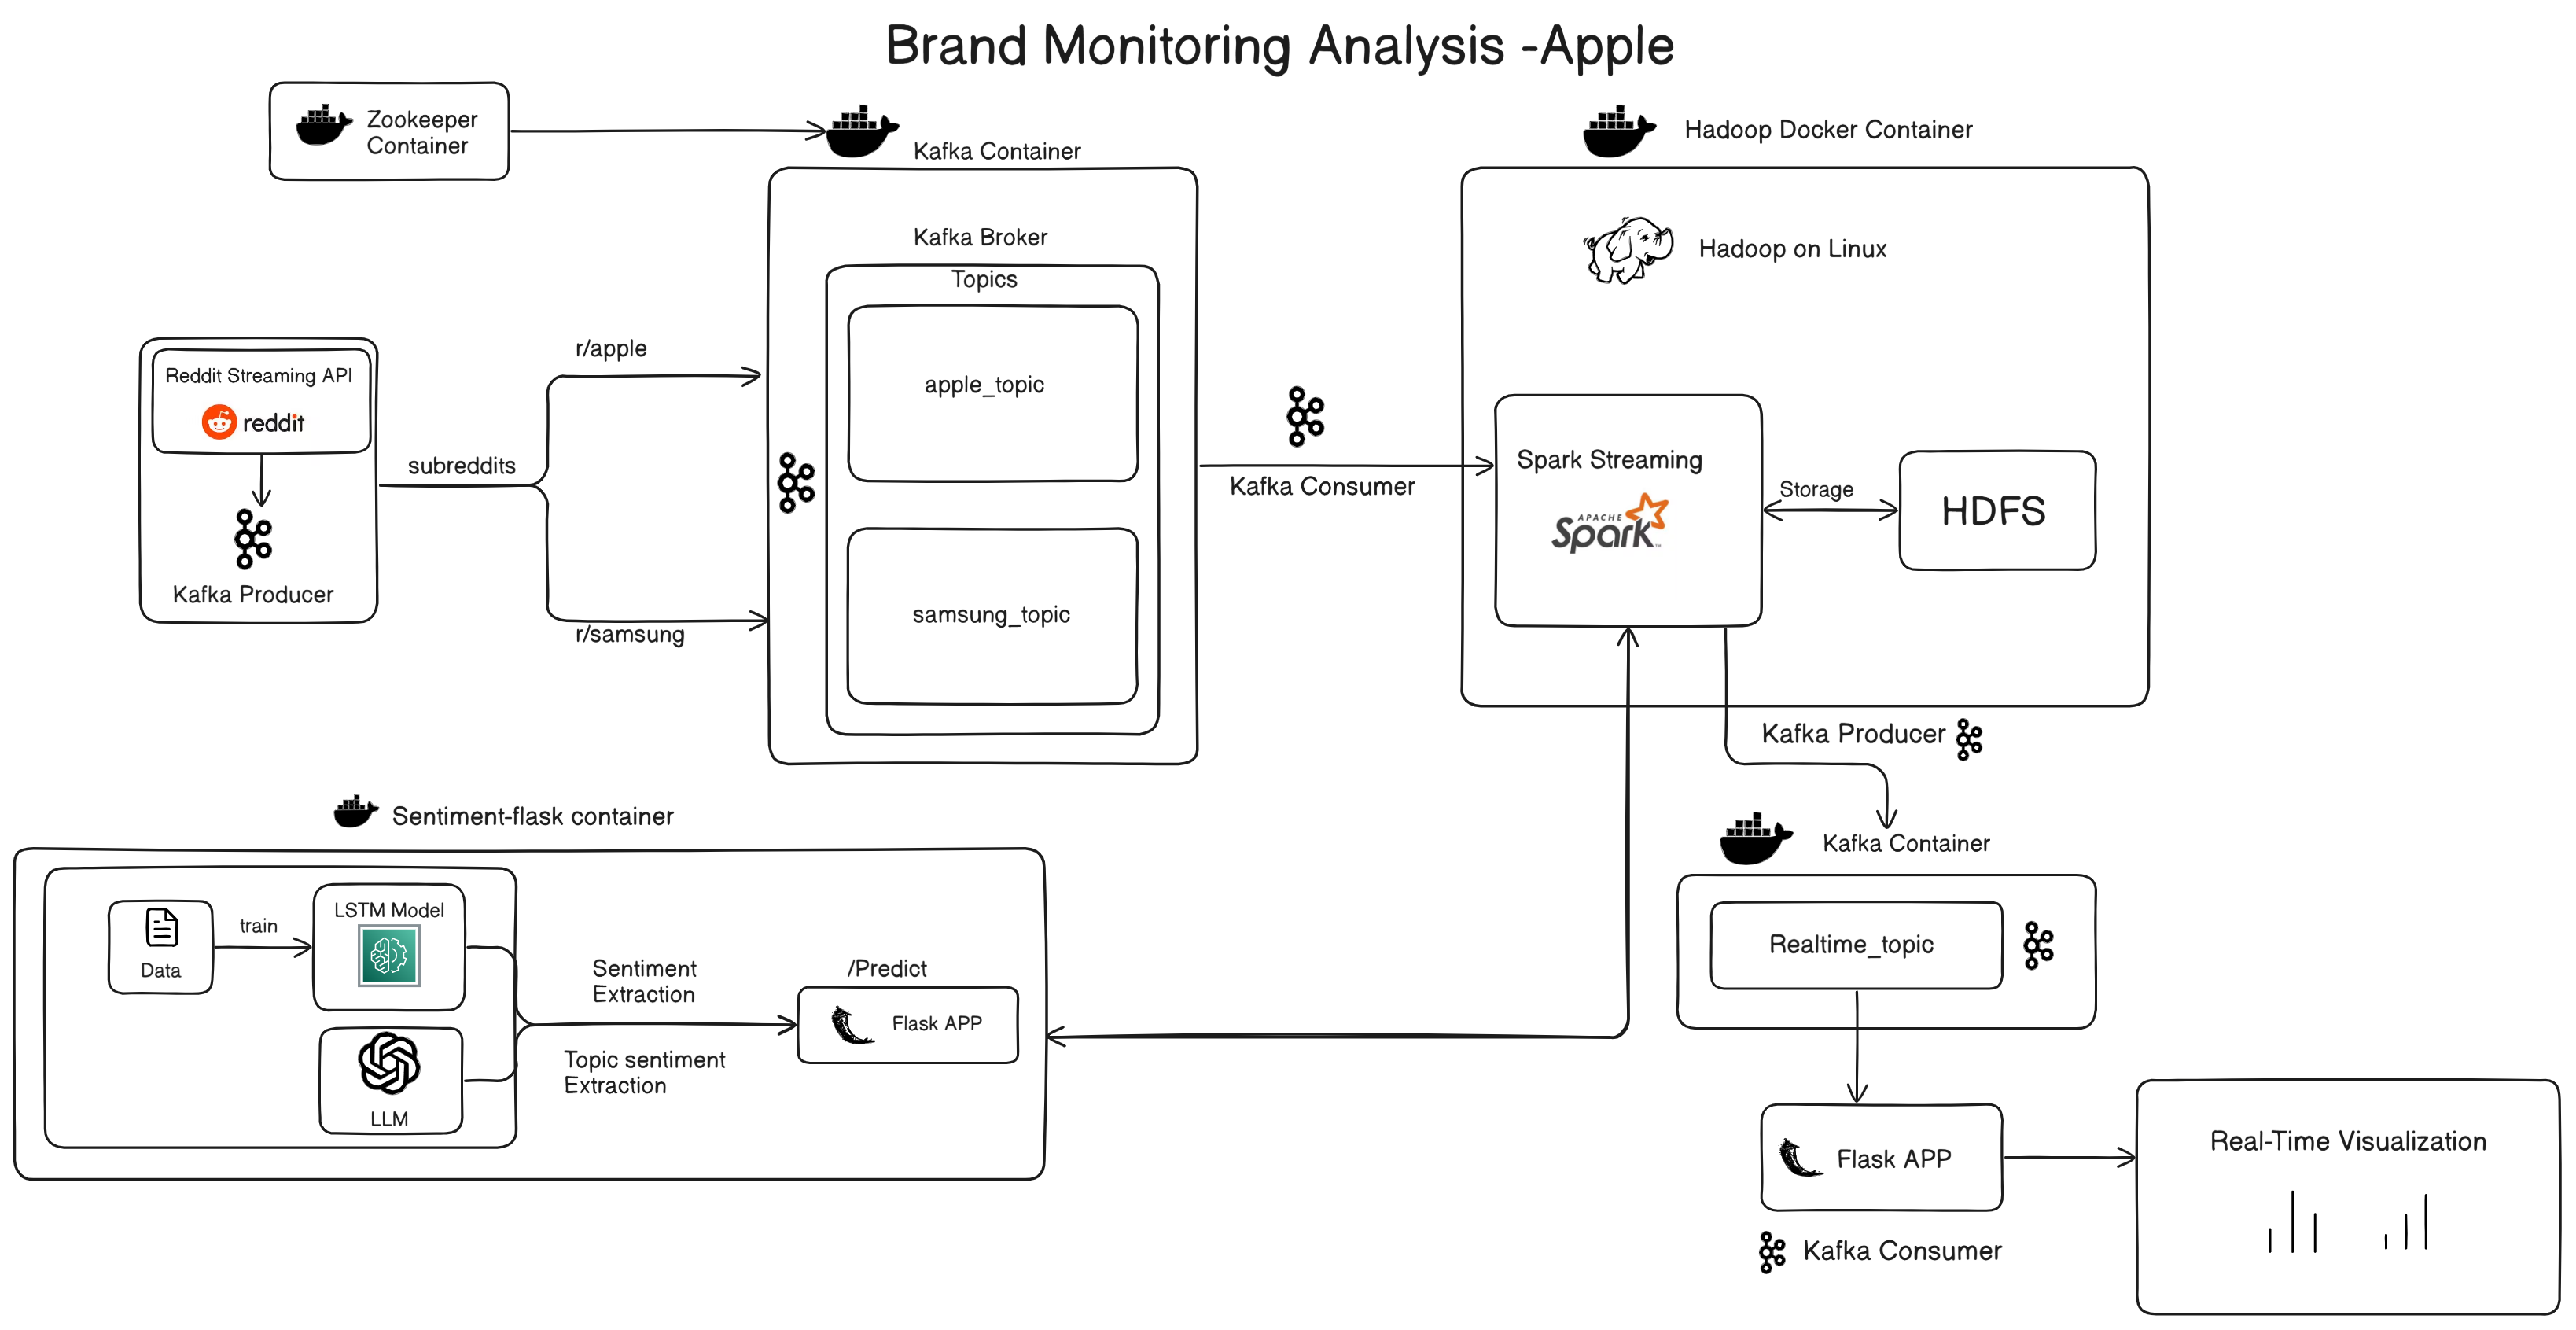 Brand Monitoring Analysis -Apple
Zookeeper
Container
Kafka Container
Hadoop Docker Container
Kafka Broker
Hadoop on Linux
Topics
Reddit Streaming API
reddit
Kafka Producer
subreddits
r/apple
r/samsung
apple_topic
samsung_topic
Kafka Consumer
Spark Streaming
APACHE
Spark
TM
Storage
HDFS
Kafka Producer
Kafka Container
Realtime_topic
Sentiment-flask container
Data
train
LSTM Model
LLM
Sentiment
Extraction
Topic sentiment
Extraction
/Predict
Flask APP
Flask APP
Kafka Consumer
Real-Time Visualization